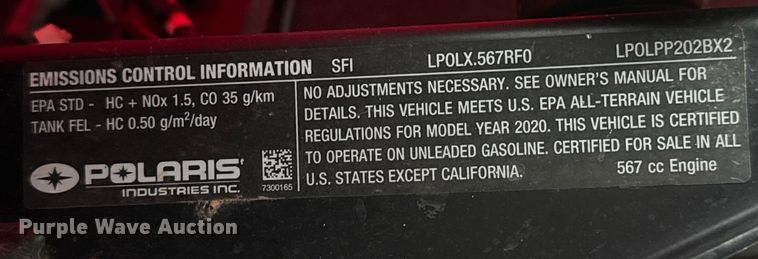 EMISSIONS CONTROL INFORMATION SFI LPOLX.567RF0 LPOLPP202BX2
EPA STD - HC + NOx 1.5, CO 35 g/km
TANK FEL - HC 0.50 g/m²/day
NO ADJUSTMENTS NECESSARY. SEE OWNER'S MANUAL FOR
DETAILS. THIS VEHICLE MEETS U.S. EPA ALL-TERRAIN VEHICLE
REGULATIONS FOR MODEL YEAR 2020. THIS VEHICLE IS CERTIFIED
TO OPERATE ON UNLEADED GASOLINE. CERTIFIED FOR SALE IN ALL
U.S. STATES EXCEPT CALIFORNIA. 567 cc Engine
POLARIS
INDUSTRIES INC.
7300165
Purple Wave Auction